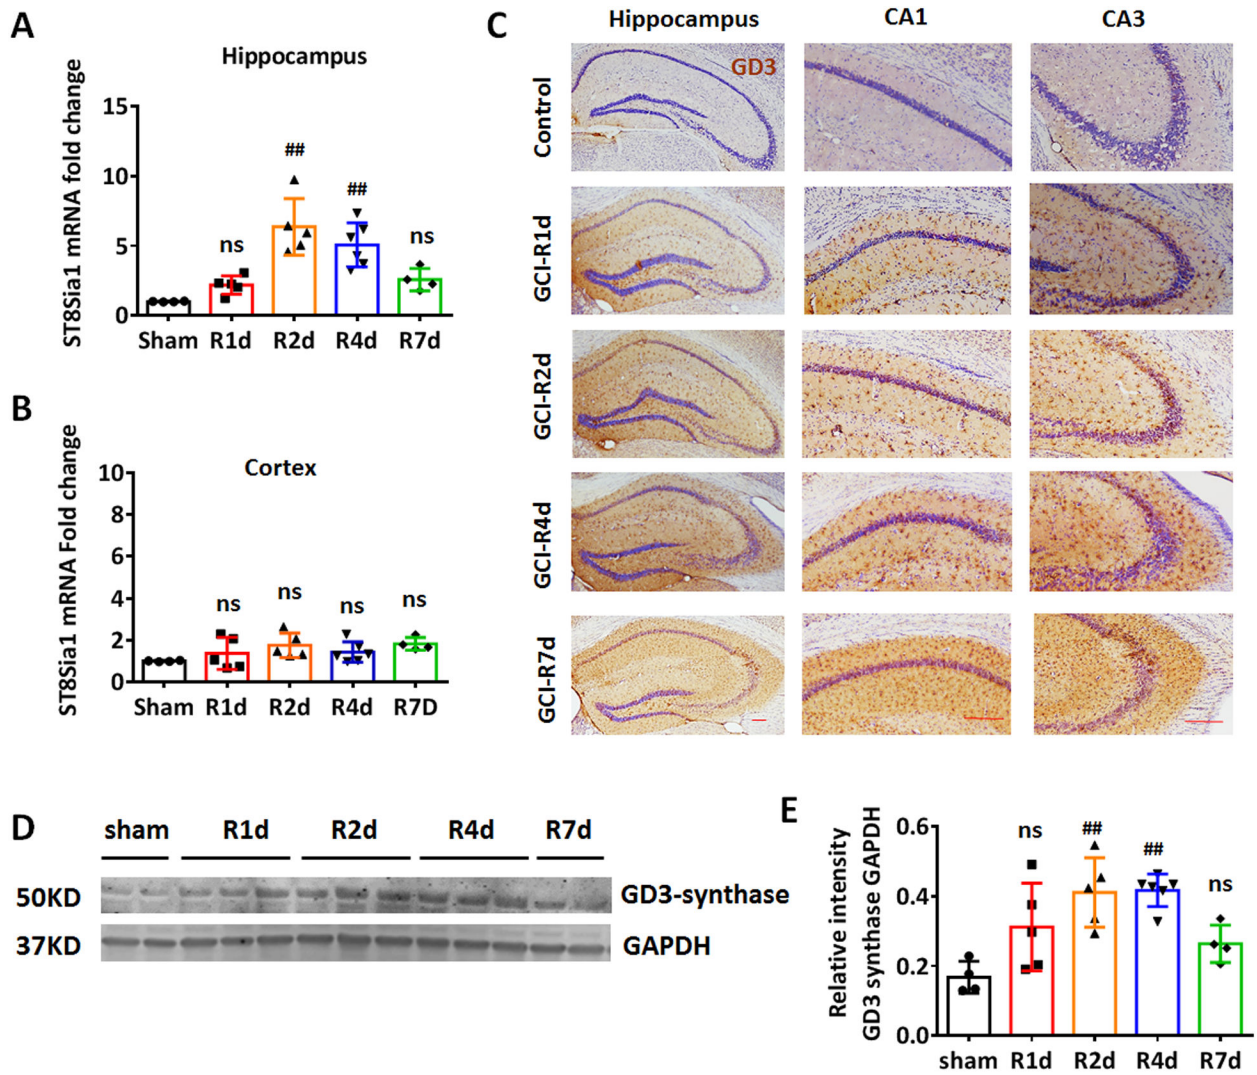 A
Hippocampus
ST8Sia1 mRNA fold change
15
10
5
0
ns
##
##
ns
Sham R1d R2d R4d R7d
B
Cortex
ST8Sia1 mRNA Fold change
10
8
6
4
2
0
ns
ns
ns
ns
Sham R1d R2d R4d R7D
C
Hippocampus CA1 CA3
GD3
Control
GCI-R1d
GCI-R2d
GCI-R4d
GCI-R7d
D
sham R1d R2d R4d R7d
50KD GD3-synthase
37KD GAPDH
E
Relative intensity
GD3 synthase GAPDH
0.6
0.4
0.2
0.0
ns
##
##
ns
sham R1d R2d R4d R7d